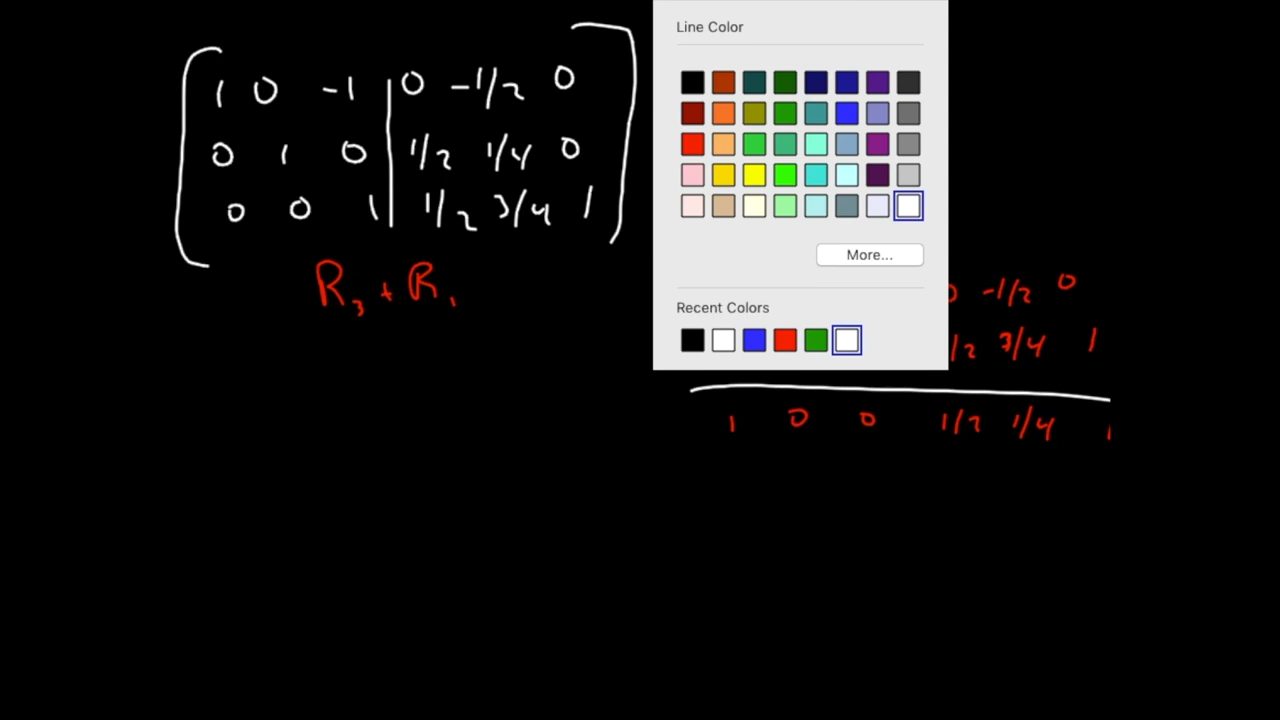 1 0 -1 0 -1/2 0
0 1 0 1/2 1/4 0
0 0 1 1/2 3/4 1
R3 + R1
Line Color
More...
Recent Colors
0 -1/2 0
/2 3/4 1
1 0 0 1/2 1/4 1